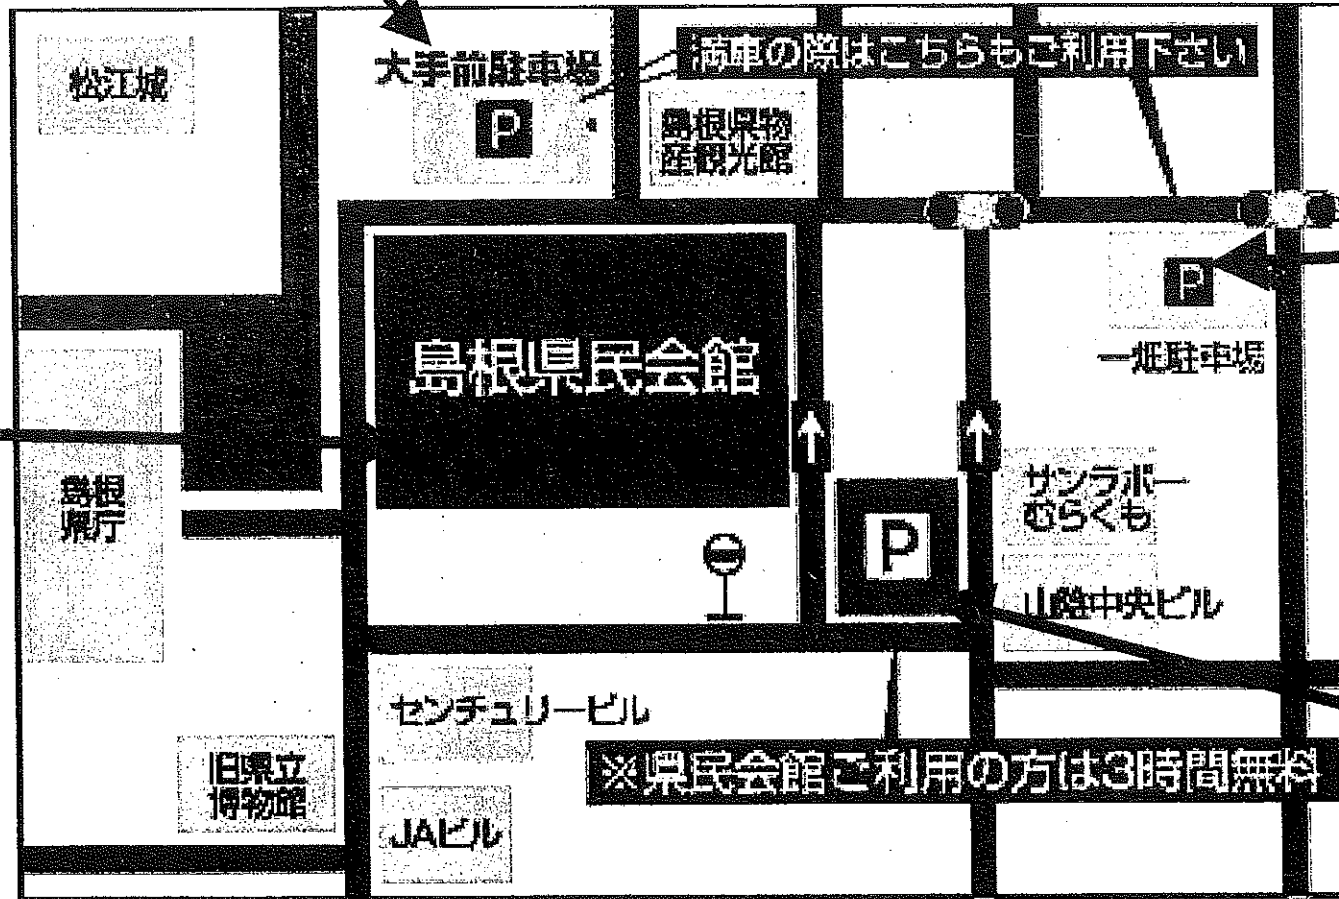 松江城
大手前駐車場
P
満車の際はこちらもご利用下さい
島根県物
産観光館
P
一畑駐車場
島根県民会館
島根
県庁
P
サンラポー
むらくも
山陰中央ビル
センチュリービル
※県民会館ご利用の方は3時間無料
旧県立
博物館
JAビル